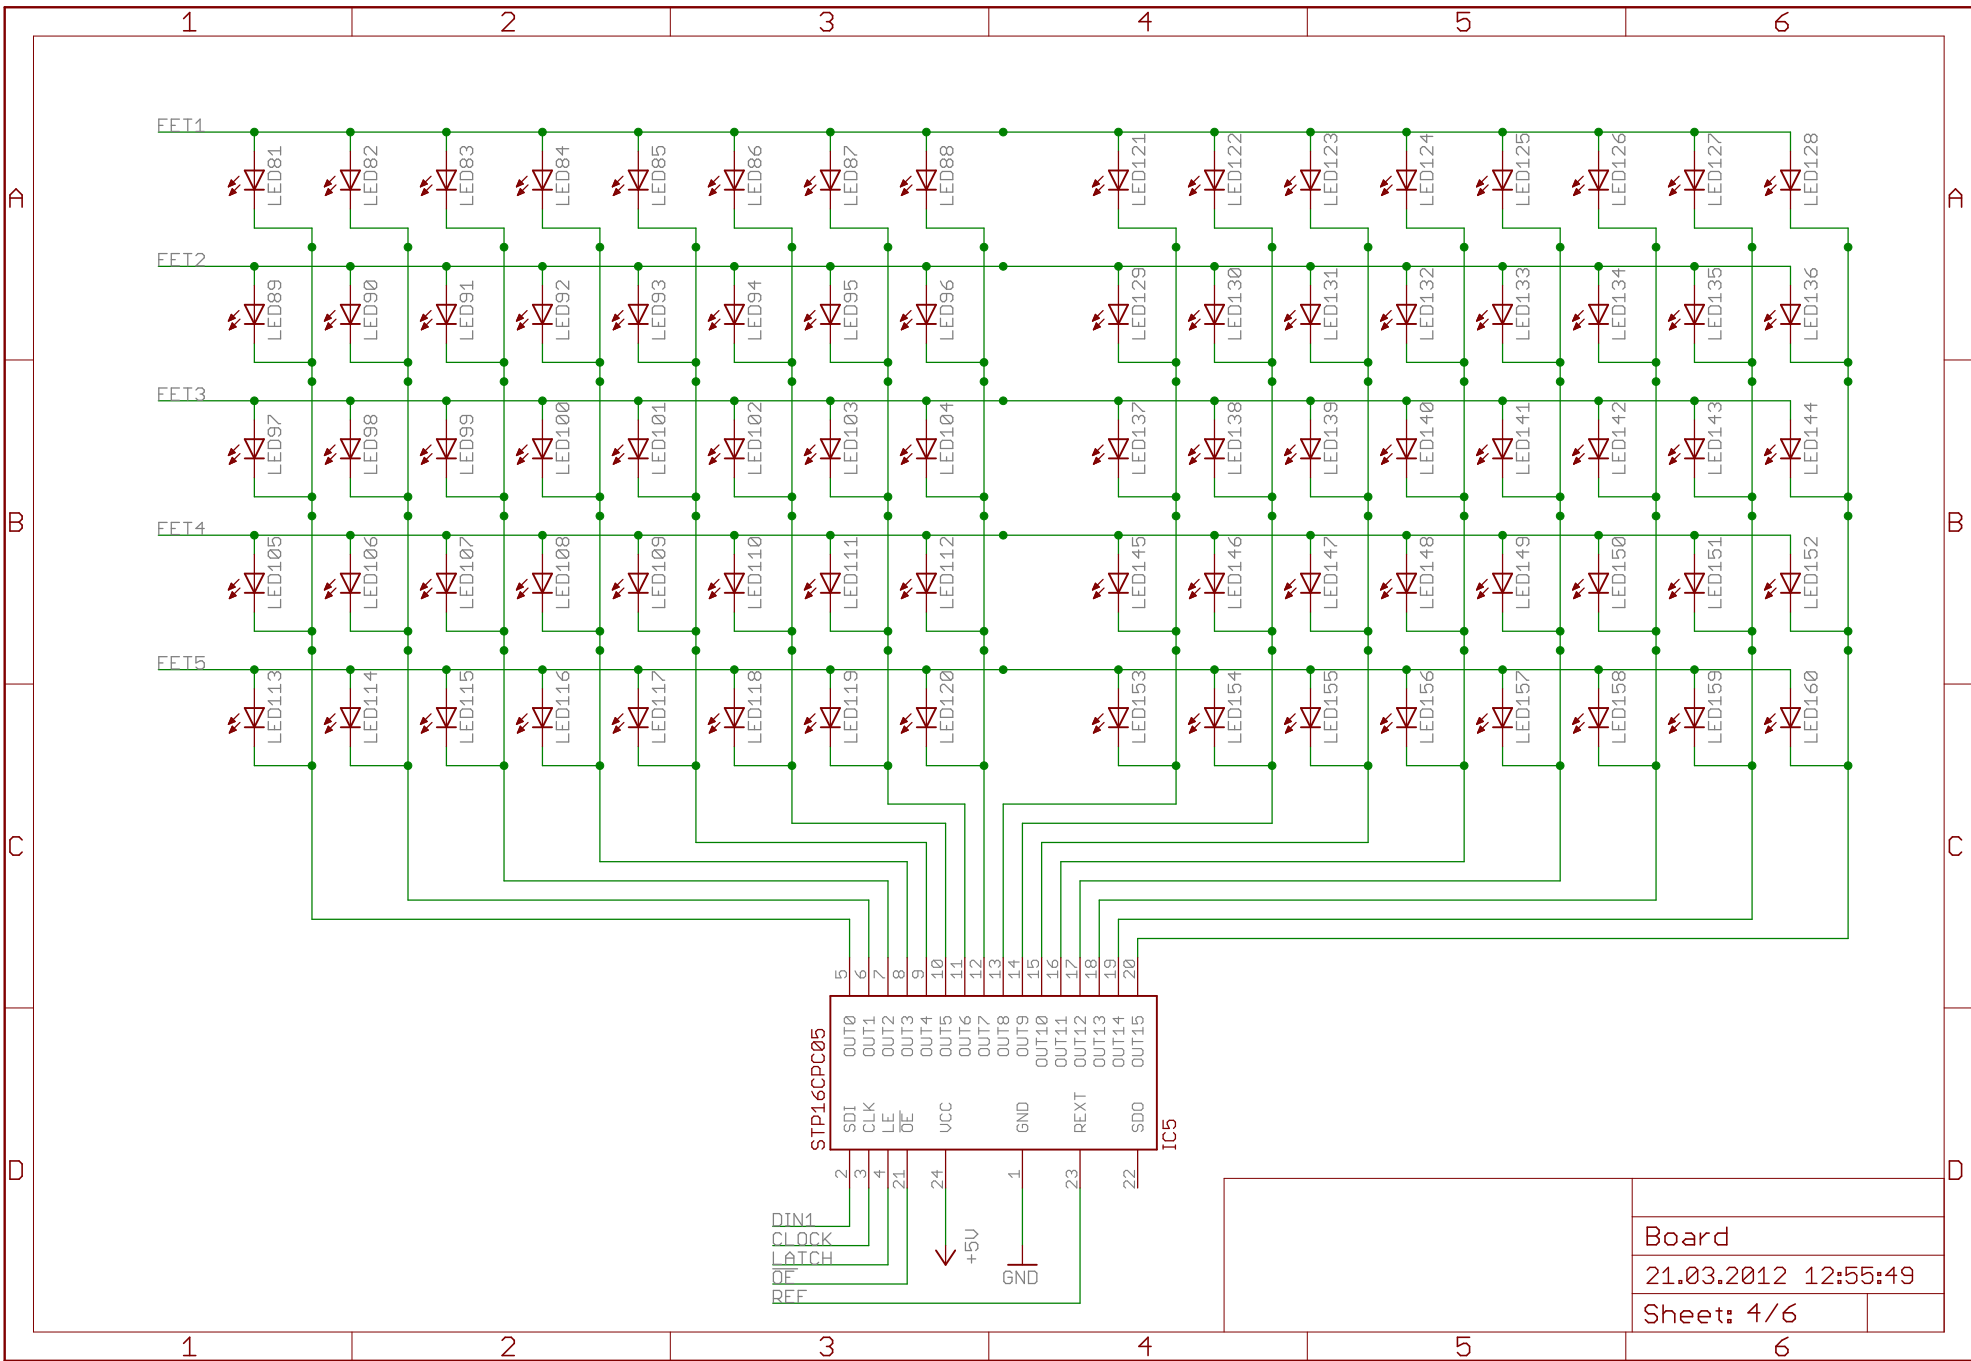 1 2 3 4 5 6
FET1
LED81 LED82 LED83 LED84 LED85 LED86 LED87 LED88 LED121 LED122 LED123 LED124 LED125 LED126 LED127 LED128
A A
FET2
LED89 LED90 LED91 LED92 LED93 LED94 LED95 LED96 LED129 LED130 LED131 LED132 LED133 LED134 LED135 LED136
FET3
LED97 LED98 LED99 LED100 LED101 LED102 LED103 LED104 LED137 LED138 LED139 LED140 LED141 LED142 LED143 LED144
B B
FET4
LED105 LED106 LED107 LED108 LED109 LED110 LED111 LED112 LED145 LED146 LED147 LED148 LED149 LED150 LED151 LED152
FET5
LED113 LED114 LED115 LED116 LED117 LED118 LED119 LED120 LED153 LED154 LED155 LED156 LED157 LED158 LED159 LED160
C C
5 6 7 8 9 10 11 12 13 14 15 16 17 18 19 20
OUT0 OUT1 OUT2 OUT3 OUT4 OUT5 OUT6 OUT7 OUT8 OUT9 OUT10 OUT11 OUT12 OUT13 OUT14 OUT15
STP16CPC05
SDI CLK LE OE VCC GND REXT SDO
IC5
D D
2 3 4 21 24 1 23 22
DIN1
CLOCK
LATCH
OE
REF
+5V
GND
Board
21.03.2012 12:55:49
Sheet: 4/6
1 2 3 4 5 6